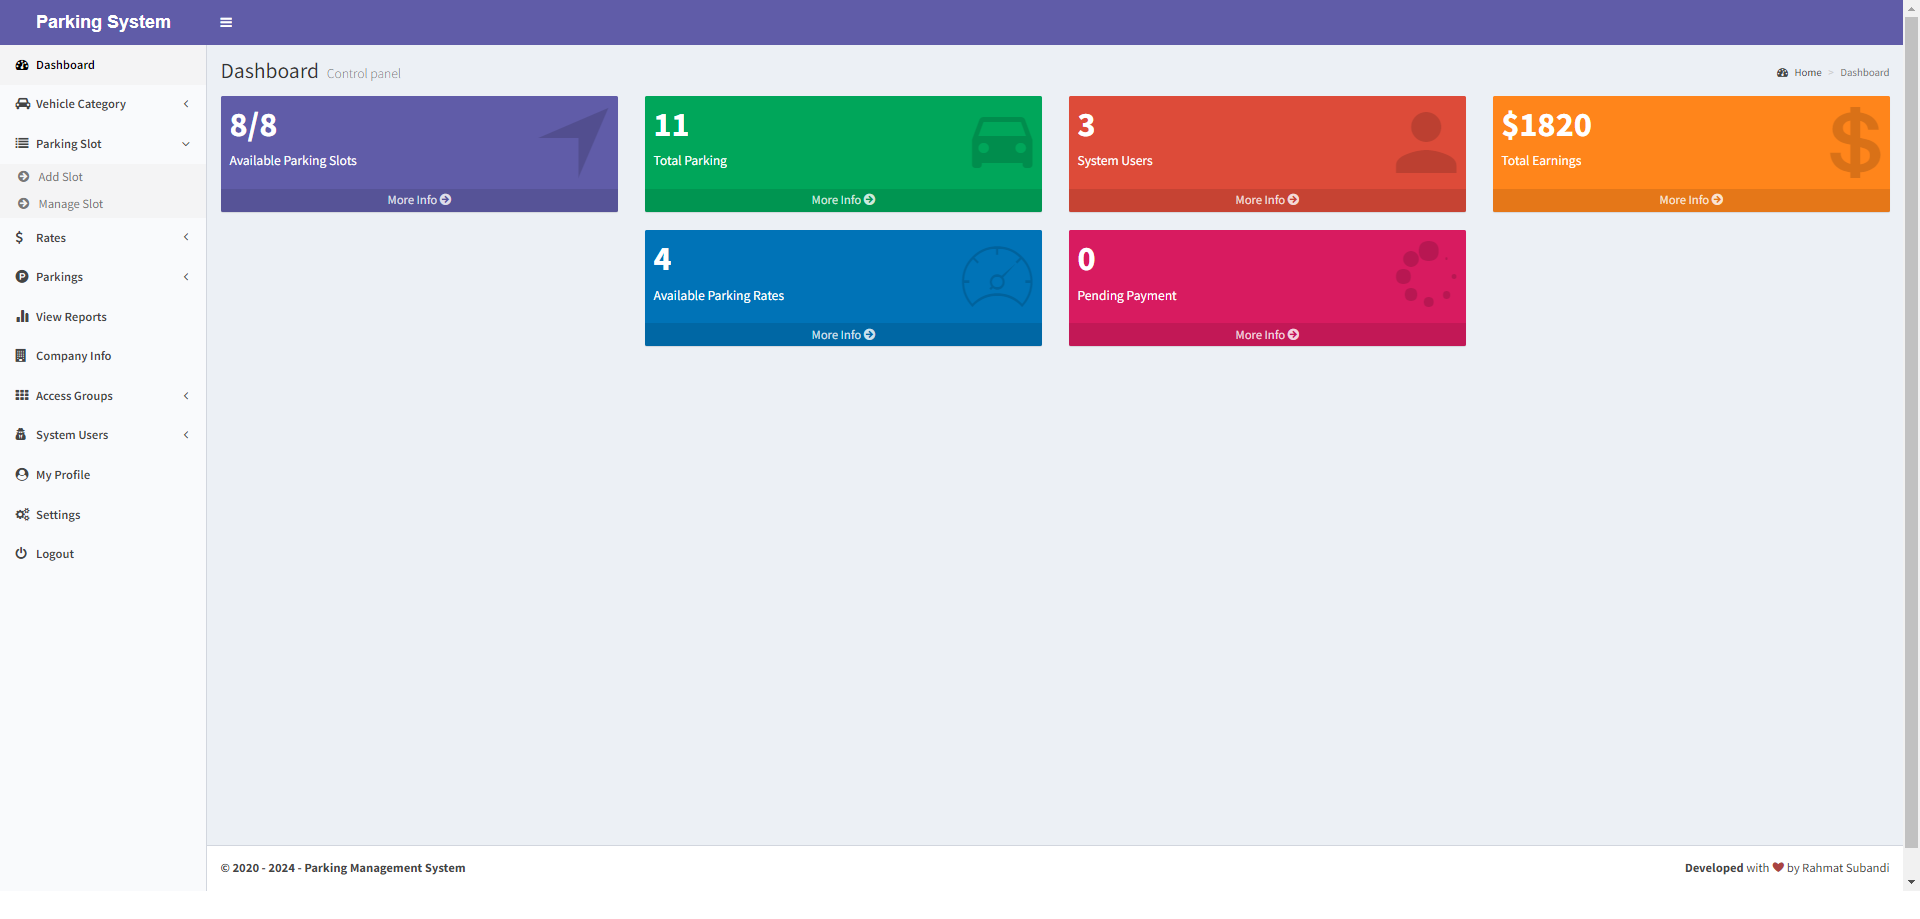 Parking System
Dashboard
Vehicle Category
Parking Slot
Add Slot
Manage Slot
Rates
Parkings
View Reports
Company Info
Access Groups
System Users
My Profile
Settings
Logout
Dashboard Control panel
Home > Dashboard
8/8
Available Parking Slots
More Info
11
Total Parking
More Info
3
System Users
More Info
$1820
Total Earnings
More Info
4
Available Parking Rates
More Info
0
Pending Payment
More Info
© 2020 - 2024 - Parking Management System
Developed with ♥ by Rahmat Subandi